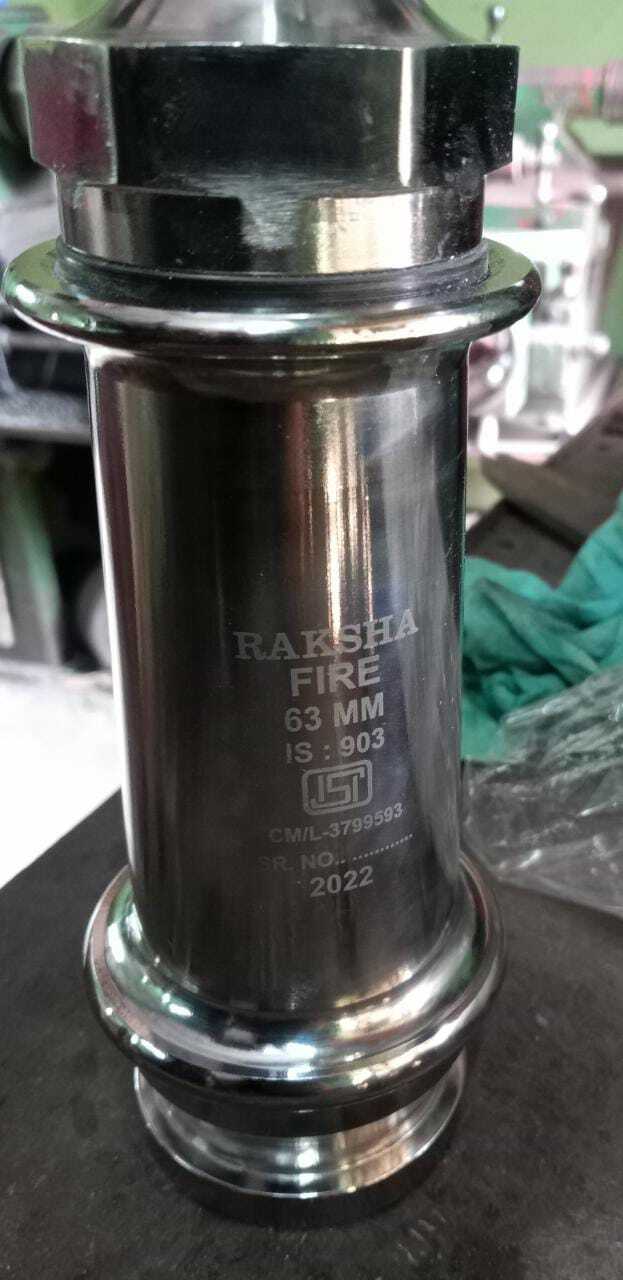 RAKSHA
FIRE
63 MM
IS : 903
ISI
CM/L-3799593
SR. NO.. ............
2022